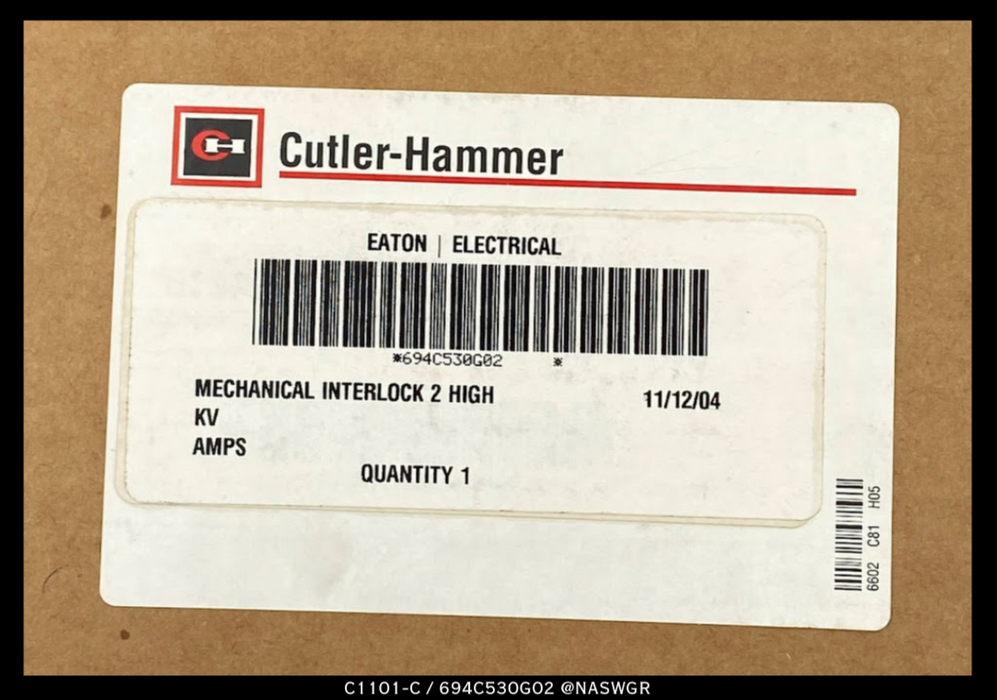 CH
Cutler-Hammer
EATON | ELECTRICAL
*694C530G02 *
MECHANICAL INTERLOCK 2 HIGH 11/12/04
KV
AMPS
QUANTITY 1
6602 C81 H05
C1101-C / 694C530G02 @NASWGR